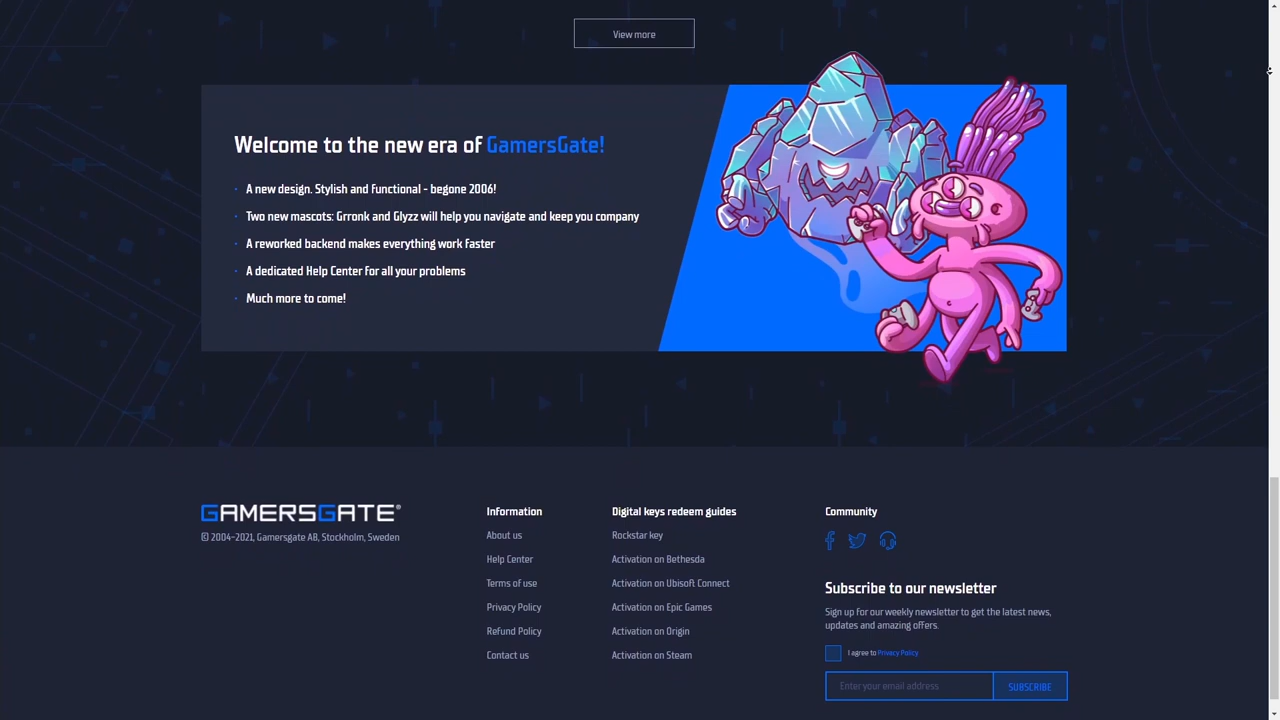 View more
Welcome to the new era of GamersGate!
A new design. Stylish and Functional - begone 2006!
Two new mascots: Grronk and Glyzz will help you navigate and keep you company
A reworked backend makes everything work faster
A dedicated Help Center for all your problems
Much more to come!
GAMERSGATE®
© 2004-2021, Gamersgate AB, Stockholm, Sweden
Information
About us
Help Center
Terms of use
Privacy Policy
Refund Policy
Contact us
Digital keys redeem guides
Rockstar key
Activation on Bethesda
Activation on Ubisoft Connect
Activation on Epic Games
Activation on Origin
Activation on Steam
Community
Subscribe to our newsletter
Sign up for our weekly newsletter to get the latest news,
updates and amazing offers.
I agree to Privacy Policy
Enter your email address
SUBSCRIBE